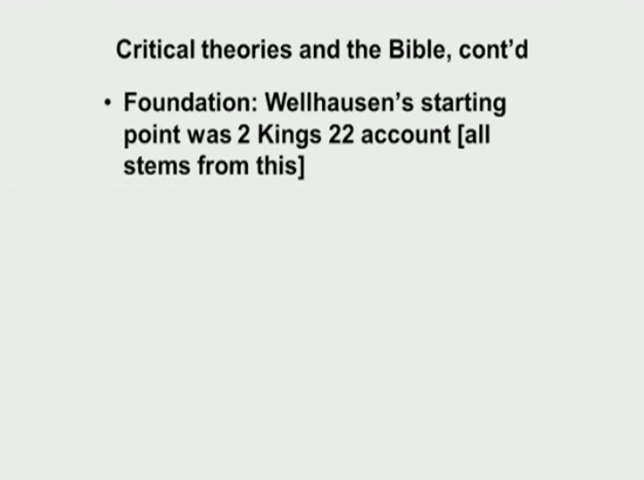 Critical theories and the Bible, cont’d
• Foundation: Wellhausen’s starting
point was 2 Kings 22 account [all
stems from this]